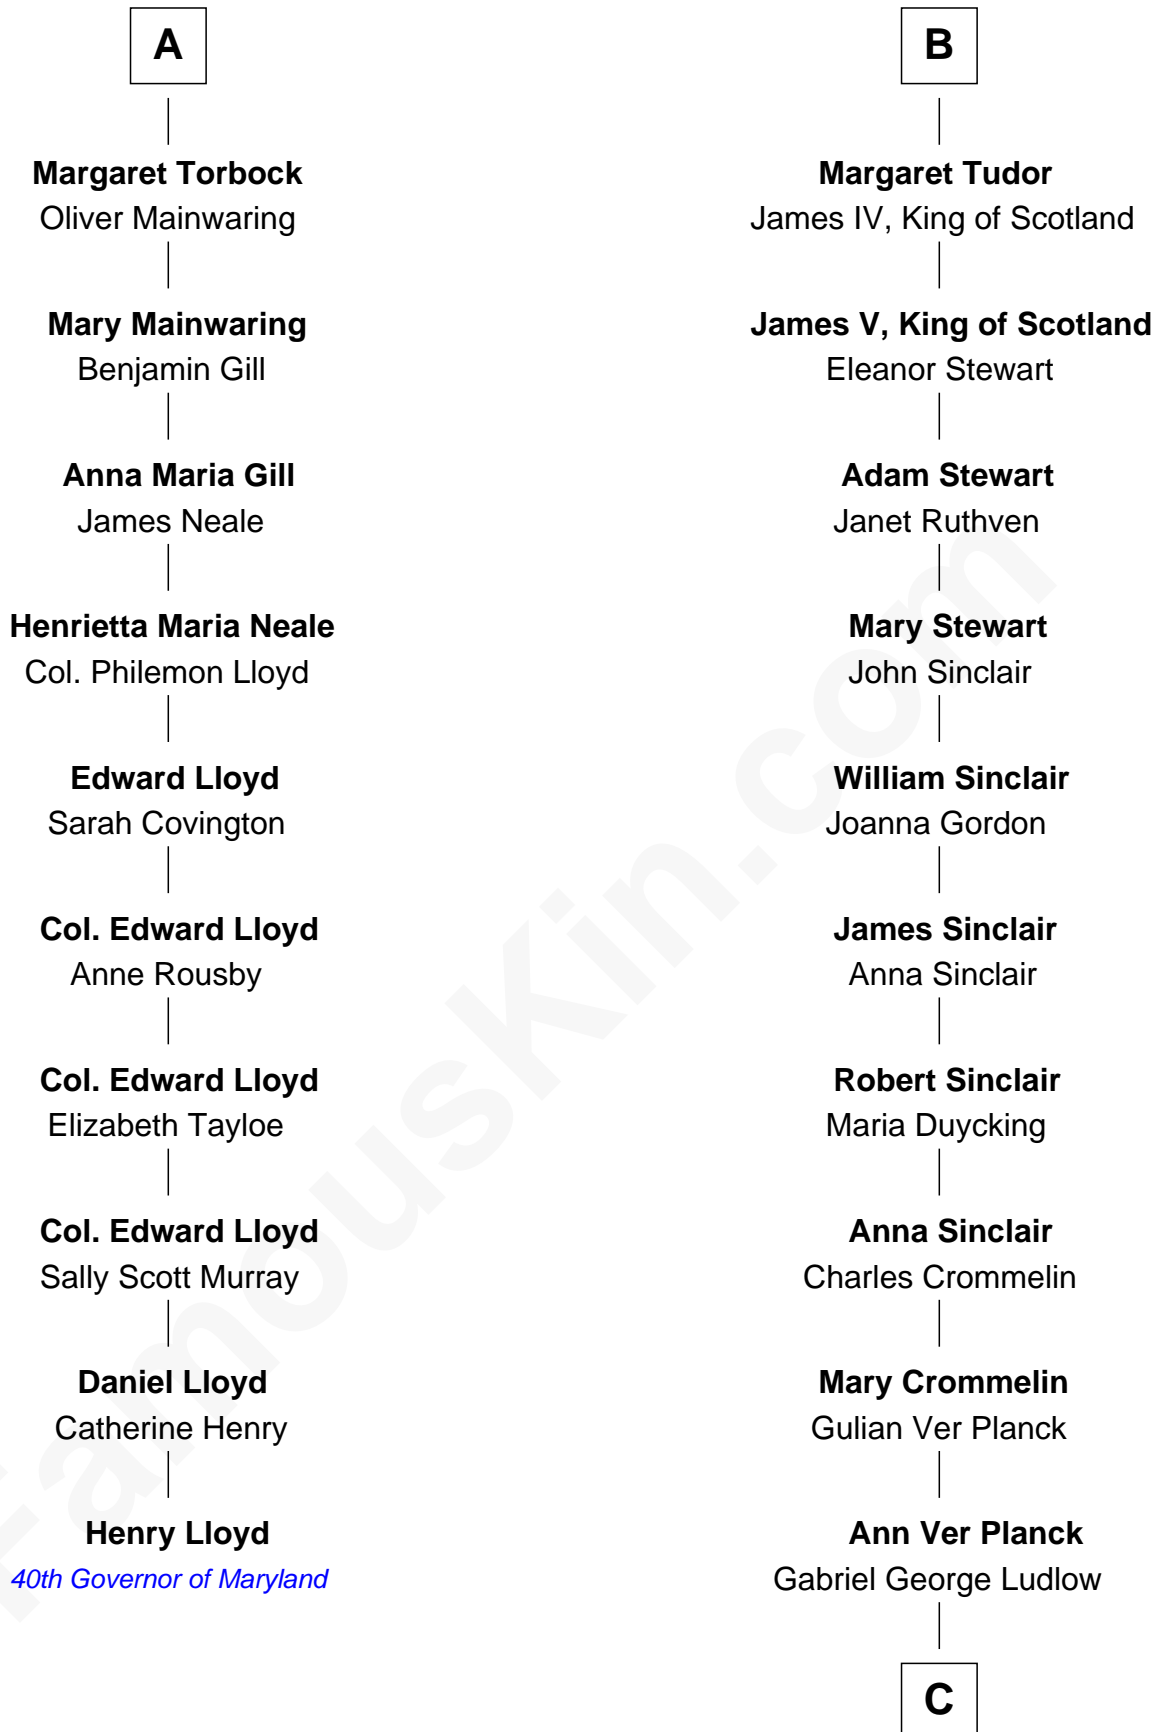 A
Margaret Torbock
Oliver Mainwaring
Mary Mainwaring
Benjamin Gill
Anna Maria Gill
James Neale
Henrietta Maria Neale
Col. Philemon Lloyd
Edward Lloyd
Sarah Covington
Col. Edward Lloyd
Anne Rousby
Col. Edward Lloyd
Elizabeth Tayloe
Col. Edward Lloyd
Sally Scott Murray
Daniel Lloyd
Catherine Henry
Henry Lloyd
40th Governor of Maryland
B
Margaret Tudor
James IV, King of Scotland
James V, King of Scotland
Eleanor Stewart
Adam Stewart
Janet Ruthven
Mary Stewart
John Sinclair
William Sinclair
Joanna Gordon
James Sinclair
Anna Sinclair
Robert Sinclair
Maria Duycking
Anna Sinclair
Charles Crommelin
Mary Crommelin
Gulian Ver Planck
Ann Ver Planck
Gabriel George Ludlow
C
FamousKin.com